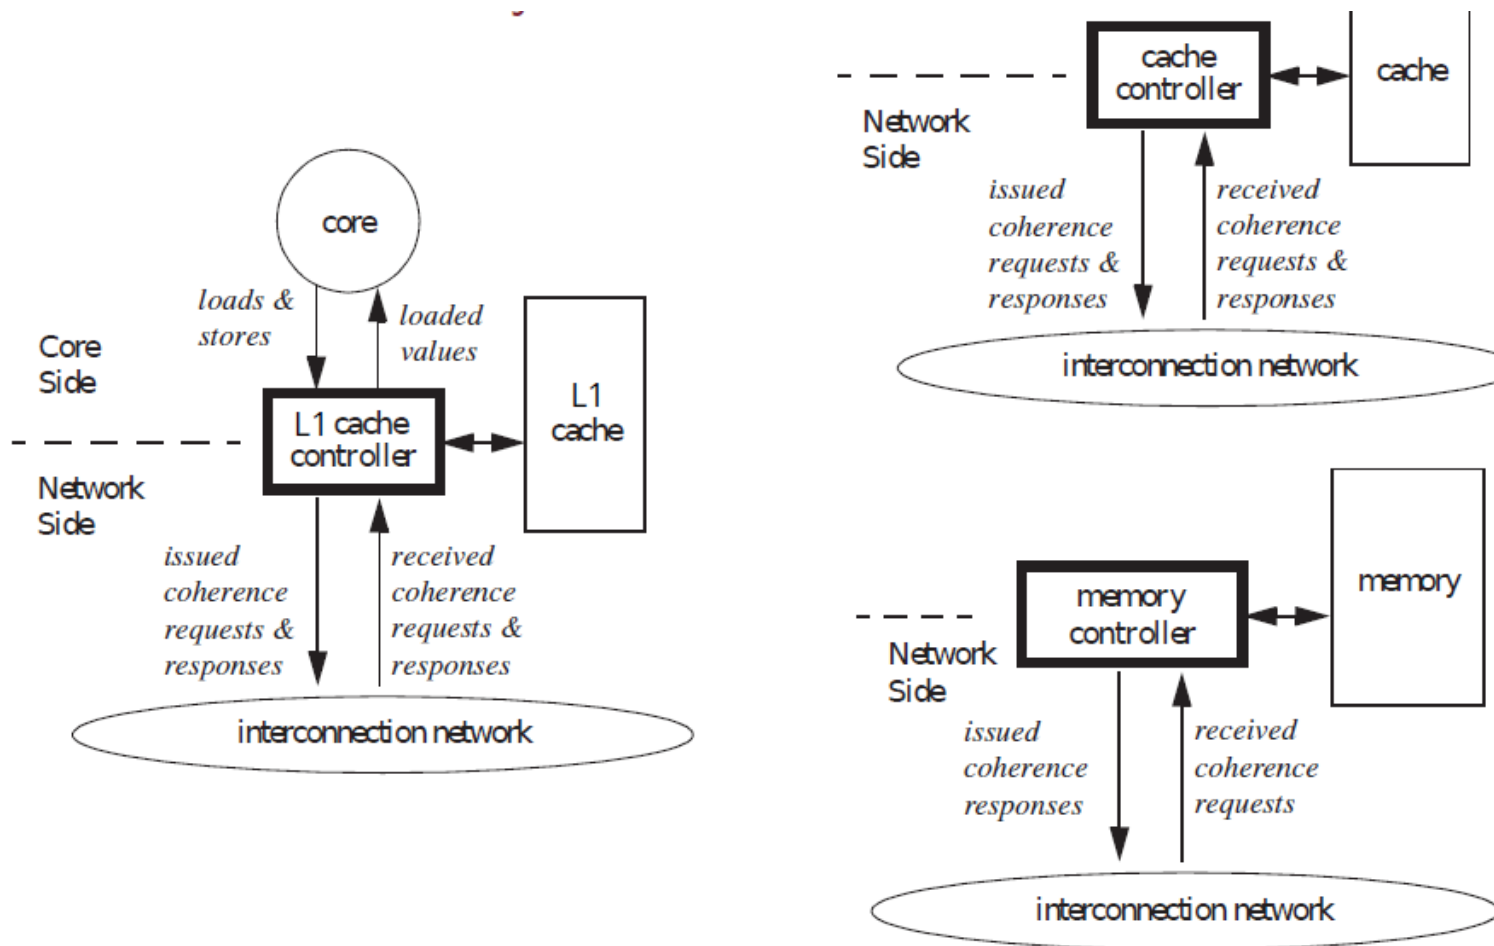 core
loads &
stores
loaded
values
Core
Side
L1 cache
controller
L1
cache
Network
Side
issued
coherence
requests &
responses
received
coherence
requests &
responses
interconnection network
cache
controller
cache
Network
Side
issued
coherence
requests &
responses
received
coherence
requests &
responses
interconnection network
memory
controller
memory
Network
Side
issued
coherence
responses
received
coherence
requests
interconnection network